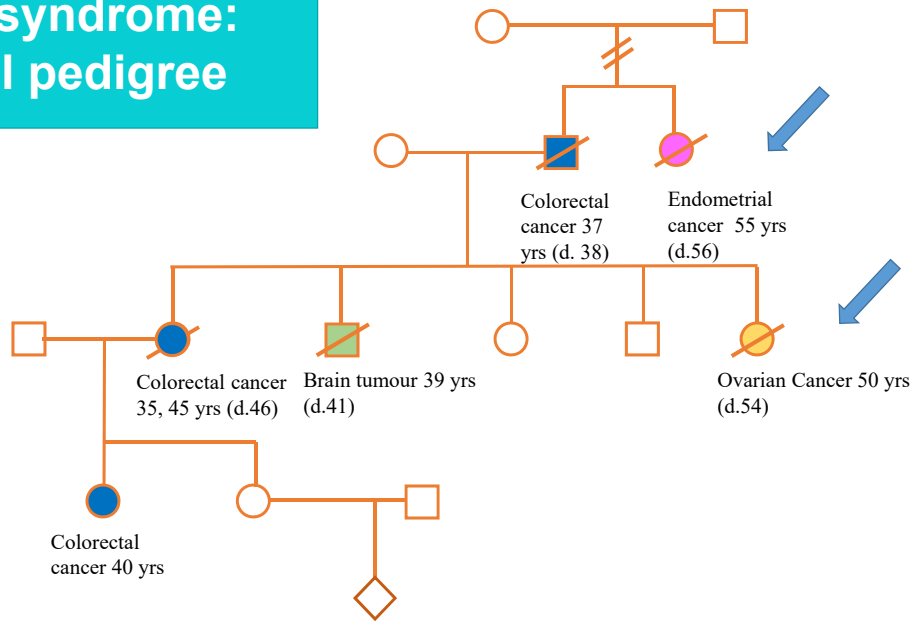 syndrome:
l pedigree
Colorectal
cancer 37
yrs (d. 38)
Endometrial
cancer 55 yrs
(d.56)
Colorectal cancer
35, 45 yrs (d.46)
Brain tumour 39 yrs
(d.41)
Ovarian Cancer 50 yrs
(d.54)
Colorectal
cancer 40 yrs